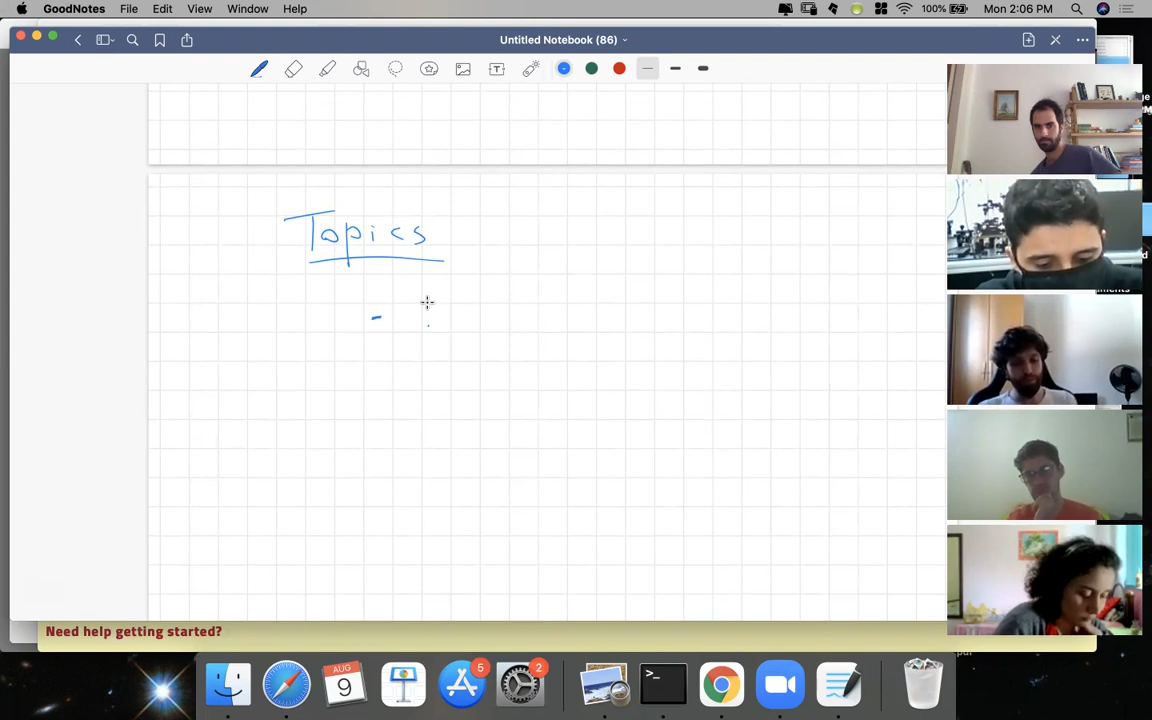 GoodNotes File Edit View Window Help 100% Mon 2:06 PM
Untitled Notebook (86)
T
Topics
-
Need help getting started?
AUG
9
5
2
>_